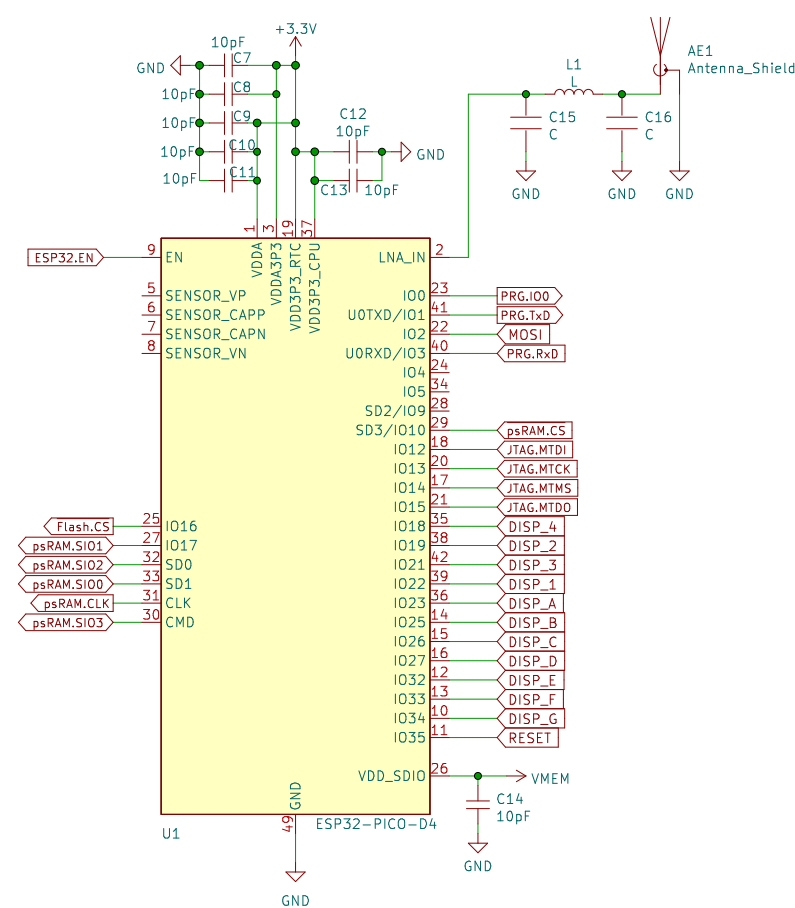 +3.3V
10pF
C7
GND
10pF
C8
10pF
C9
10pF
C10
10pF
C11
C12
10pF
GND
C13
10pF
L1
L
AE1
Antenna_Shield
C15
C
C16
C
GND
GND
GND
1
3
19
37
VDDA
VDDA3P3
VDD3P3_RTC
VDD3P3_CPU
ESP32.EN
9
EN
5
SENSOR_VP
6
SENSOR_CAPP
7
SENSOR_CAPN
8
SENSOR_VN
Flash.CS
25
IO16
psRAM.SIO1
27
IO17
psRAM.SIO2
32
SD0
psRAM.SIO0
33
SD1
psRAM.CLK
31
CLK
psRAM.SIO3
30
CMD
LNA_IN
2
IO0
23
PRG.IO0
U0TXD/IO1
41
PRG.TxD
IO2
22
MOSI
U0RXD/IO3
40
PRG.RxD
IO4
24
IO5
34
SD2/IO9
28
SD3/IO10
29
psRAM.CS
IO12
18
JTAG.MTDI
IO13
20
JTAG.MTCK
IO14
17
JTAG.MTMS
IO15
21
JTAG.MTDO
IO18
35
DISP_4
IO19
38
DISP_2
IO21
42
DISP_3
IO22
39
DISP_1
IO23
36
DISP_A
IO25
14
DISP_B
IO26
15
DISP_C
IO27
16
DISP_D
IO32
12
DISP_E
IO33
13
DISP_F
IO34
10
DISP_G
IO35
11
RESET
VDD_SDIO
26
VMEM
C14
10pF
GND
GND
49
ESP32-PICO-D4
U1
GND